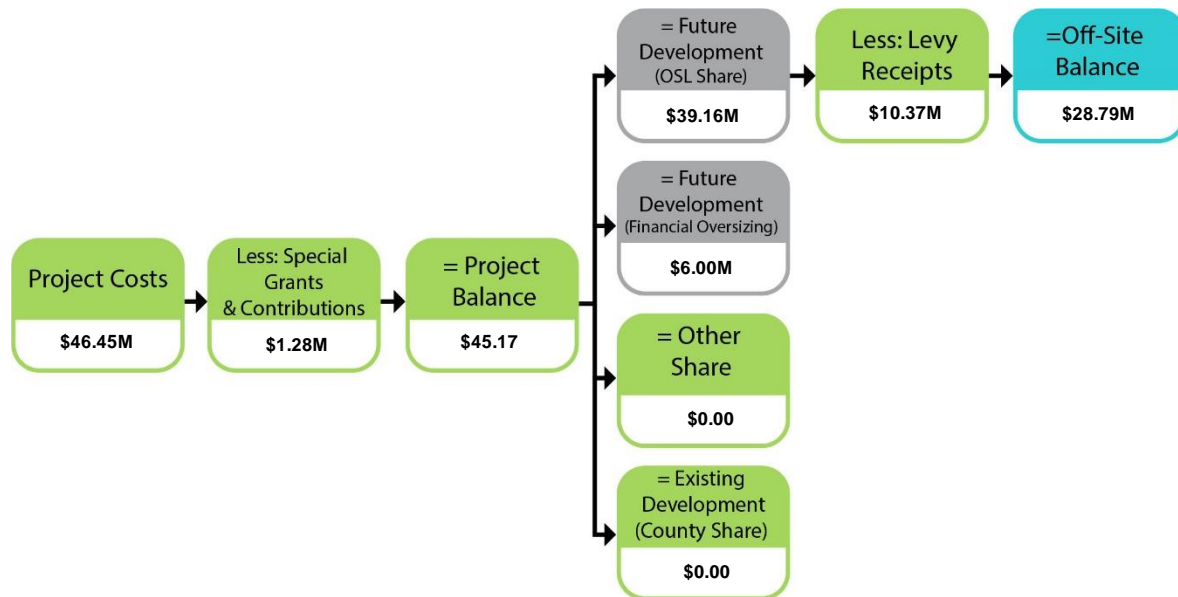 Project Costs
$46.45M
Less: Special
Grants
& Contributions
$1.28M
= Project
Balance
$45.17
= Future
Development
(OSL Share)
$39.16M
Less: Levy
Receipts
$10.37M
=Off-Site
Balance
$28.79M
= Future
Development
(Financial Oversizing)
$6.00M
= Other
Share
$0.00
= Existing
Development
(County Share)
$0.00